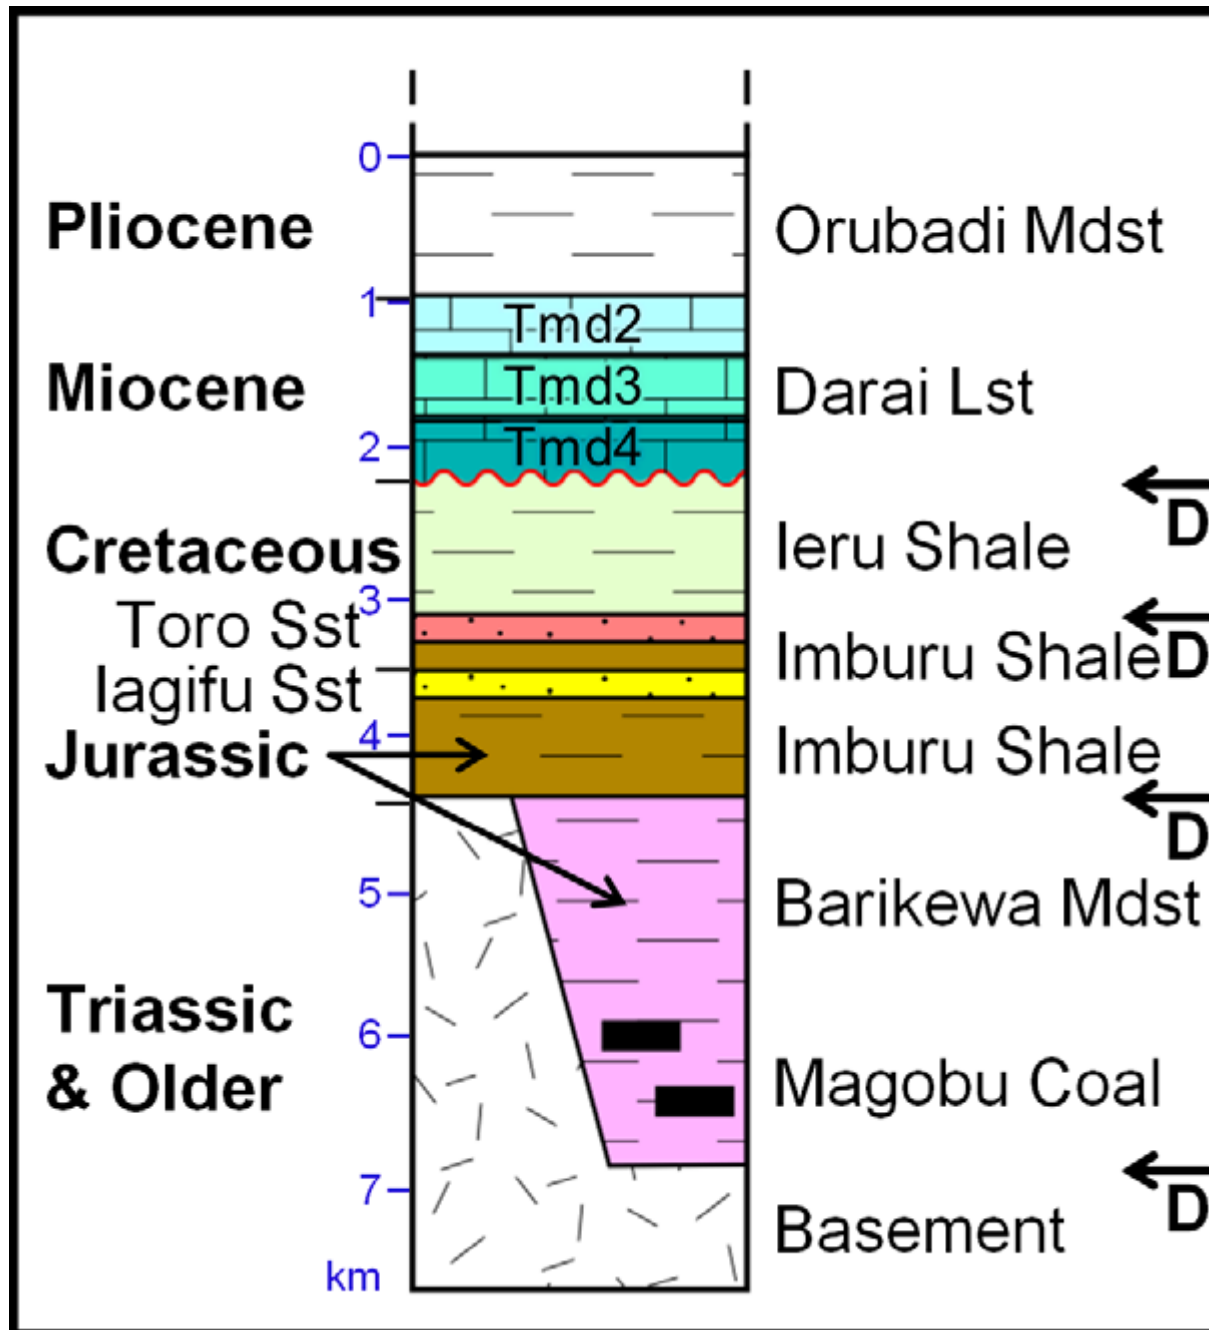 0
Pliocene
Orubadi Mdst
1
Tmd2
Miocene
Tmd3
Darai Lst
2
Tmd4
D
Cretaceous
Ieru Shale
3
Toro Sst
Imburu Shale
D
Iagifu Sst
4
Jurassic
Imburu Shale
D
5
Barikewa Mdst
Triassic
& Older
6
Magobu Coal
7
D
Basement
km